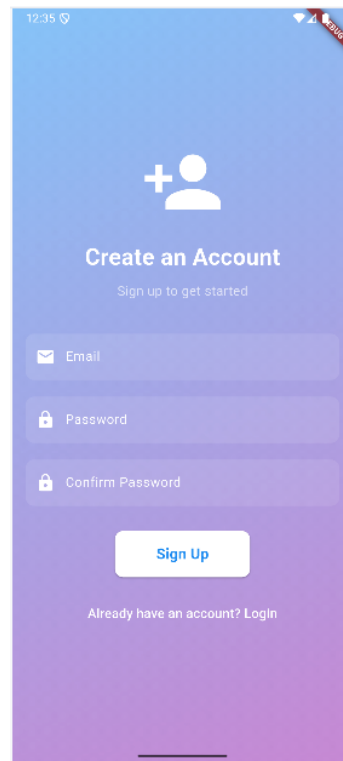 12:35
DEBUG
Create an Account
Sign up to get started
Email
Password
Confirm Password
Sign Up
Already have an account? Login